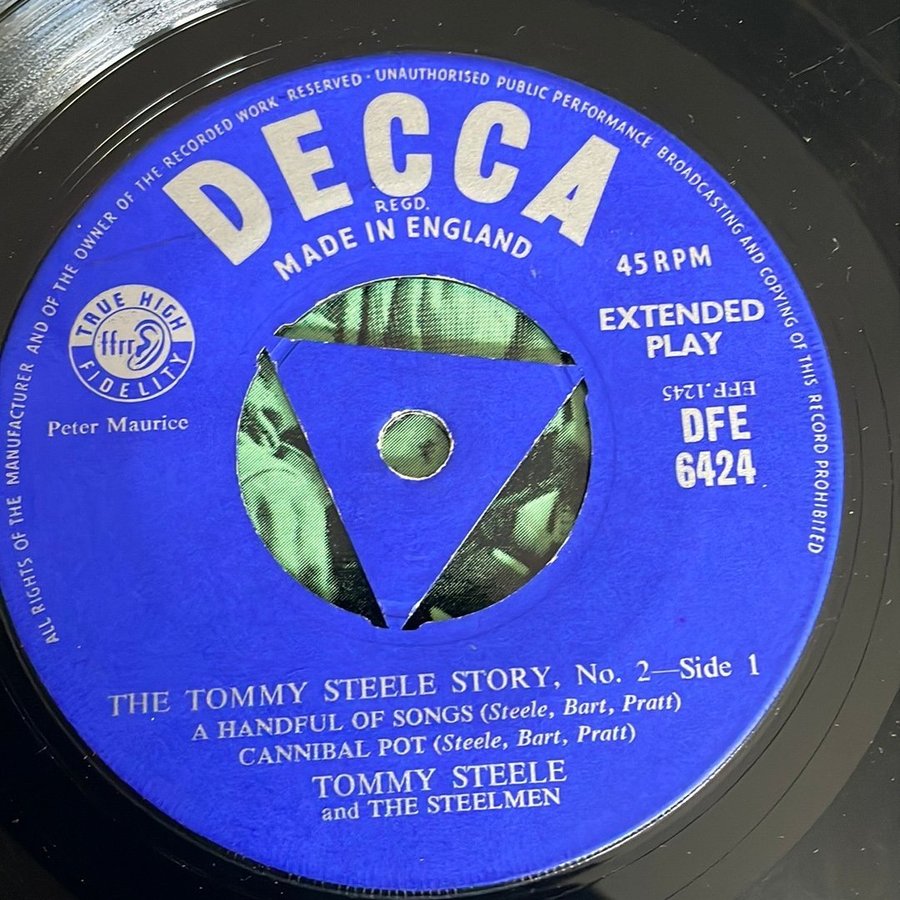 ALL RIGHTS OF THE MANUFACTURER AND OF THE OWNER OF THE RECORDED WORK RESERVED · UNAUTHORISED PUBLIC PERFORMANCE BROADCASTING AND COPYING OF THIS RECORD PROHIBITED
DECCA
REGD.
MADE IN ENGLAND
45 RPM
EXTENDED
PLAY
TRUE HIGH
ffrr
FIDELITY
Peter Maurice
EFF.1245
DFE
6424
THE TOMMY STEELE STORY, No. 2—Side 1
A HANDFUL OF SONGS (Steele, Bart, Pratt)
CANNIBAL POT (Steele, Bart, Pratt)
TOMMY STEELE
and THE STEELMEN